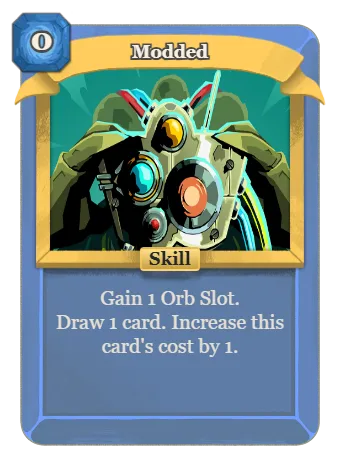 0
Modded
Skill
Gain 1 Orb Slot.
Draw 1 card. Increase this
card's cost by 1.